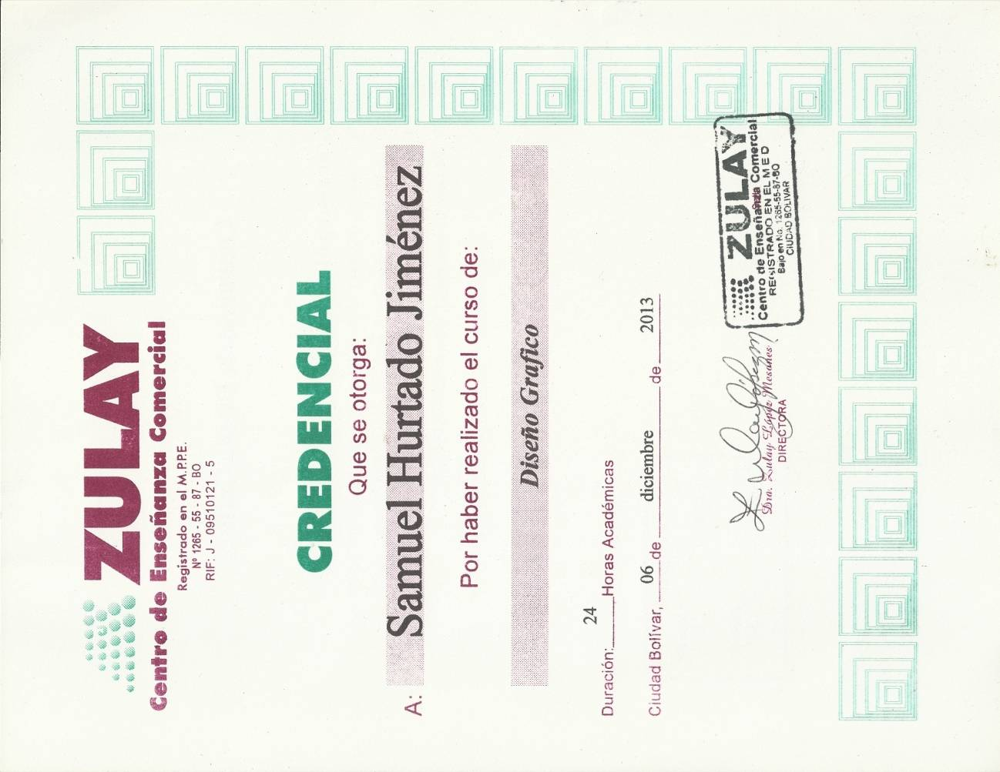 ZULAY
Centro de Enseñanza Comercial
Registrado en el M.P.P.E.
Nº 1265 - 55 - 87 - BO
RIF: J - 09510121 - 5
CREDENCIAL
Que se otorga:
A: Samuel Hurtado Jiménez
Por haber realizado el curso de:
Diseño Grafico
Duración: 24 Horas Académicas
Ciudad Bolívar, 06 de diciembre de 2013
Dra. Zulay López Mesones
DIRECTORA
ZULAY
Centro de Enseñanza Comercial
REGISTRADO EN EL M E D
Bajo en No. 1265-55-87-BO
CIUDAD BOLIVAR